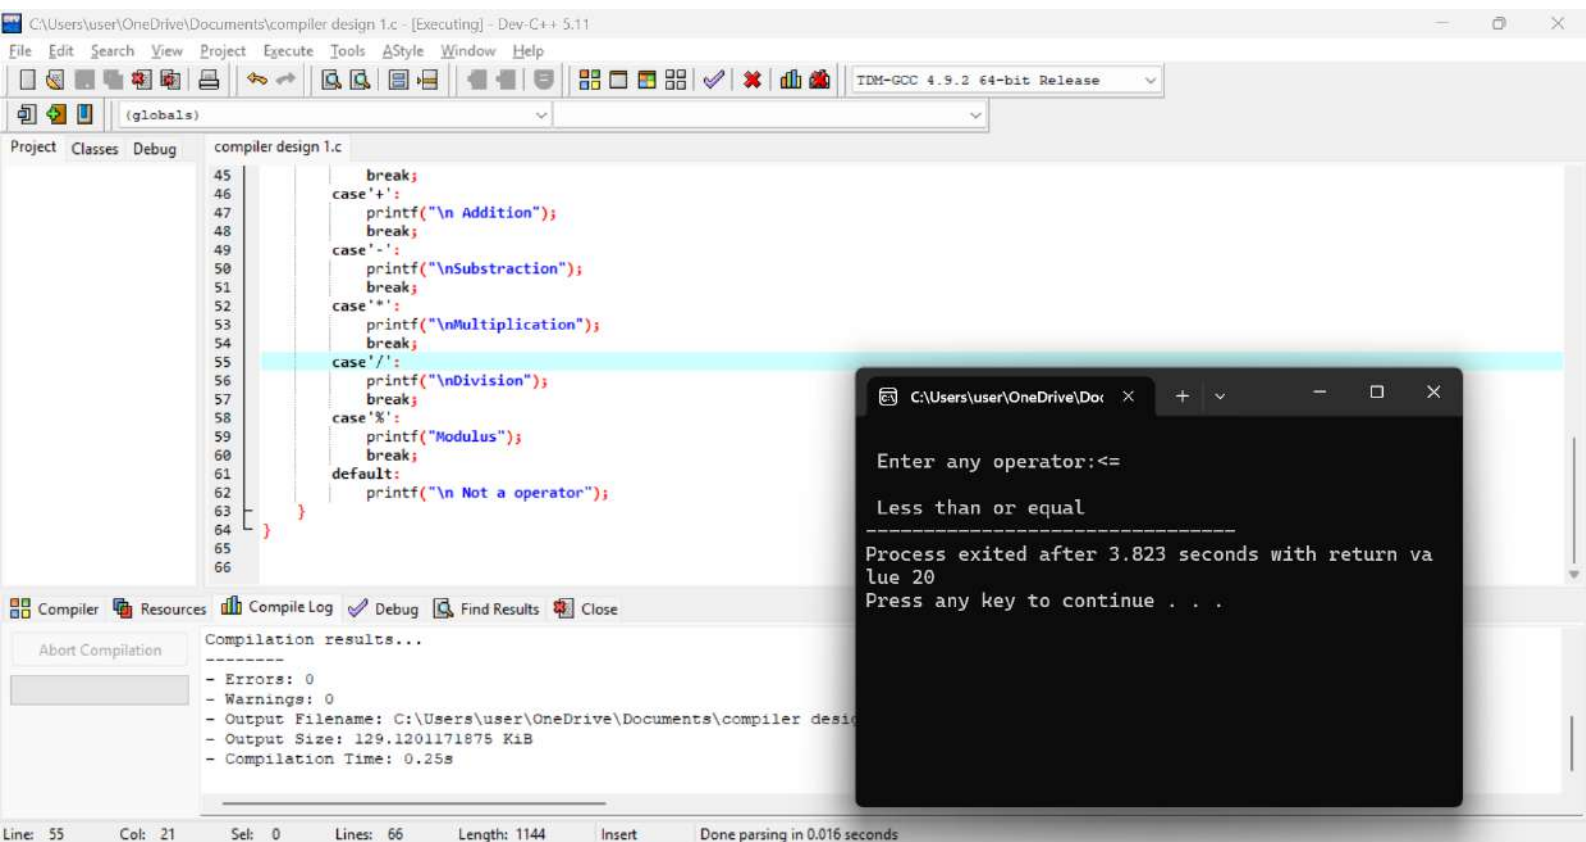 C:\Users\user\OneDrive\Documents\compiler design 1.c - [Executing] - Dev-C++ 5.11
File Edit Search View Project Execute Tools AStyle Window Help
TDM-GCC 4.9.2 64-bit Release
(globals)
Project Classes Debug
compiler design 1.c
45 break;
46 case'+':
47 printf("\n Addition");
48 break;
49 case'-':
50 printf("\nSubstraction");
51 break;
52 case'*':
53 printf("\nMultiplication");
54 break;
55 case'/':
56 printf("\nDivision");
57 break;
58 case'%':
59 printf("Modulus");
60 break;
61 default:
62 printf("\n Not a operator");
63 }
64 }
65
66
C:\Users\user\OneDrive\Doc
Enter any operator:<=
Less than or equal
--------------------------------
Process exited after 3.823 seconds with return va
lue 20
Press any key to continue . . .
Compiler Resources Compile Log Debug Find Results Close
Abort Compilation
Compilation results...
--------
- Errors: 0
- Warnings: 0
- Output Filename: C:\Users\user\OneDrive\Documents\compiler desig
- Output Size: 129.1201171875 KiB
- Compilation Time: 0.25s
Line: 55 Col: 21 Sel: 0 Lines: 66 Length: 1144 Insert Done parsing in 0.016 seconds